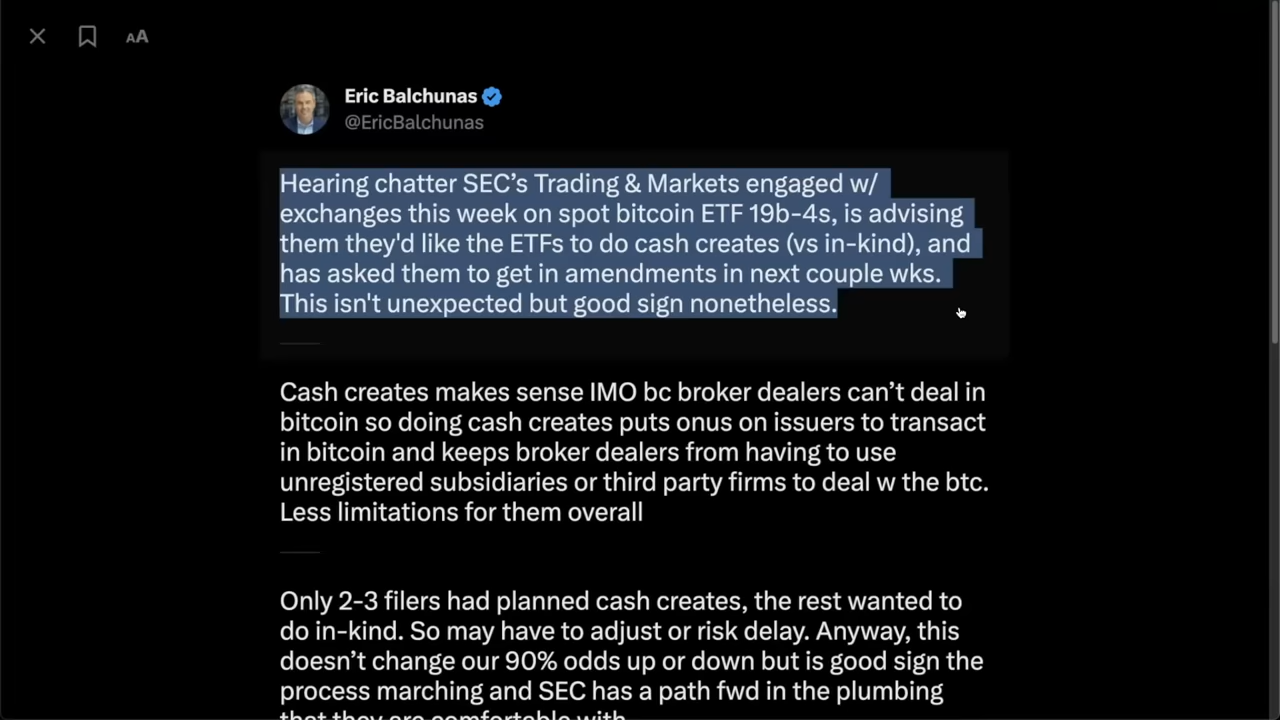 AA
Eric Balchunas
@EricBalchunas
Hearing chatter SEC’s Trading & Markets engaged w/
exchanges this week on spot bitcoin ETF 19b-4s, is advising
them they'd like the ETFs to do cash creates (vs in-kind), and
has asked them to get in amendments in next couple wks.
This isn't unexpected but good sign nonetheless.
Cash creates makes sense IMO bc broker dealers can’t deal in
bitcoin so doing cash creates puts onus on issuers to transact
in bitcoin and keeps broker dealers from having to use
unregistered subsidiaries or third party firms to deal w the btc.
Less limitations for them overall
Only 2-3 filers had planned cash creates, the rest wanted to
do in-kind. So may have to adjust or risk delay. Anyway, this
doesn’t change our 90% odds up or down but is good sign the
process marching and SEC has a path fwd in the plumbing
that they are comfortable with